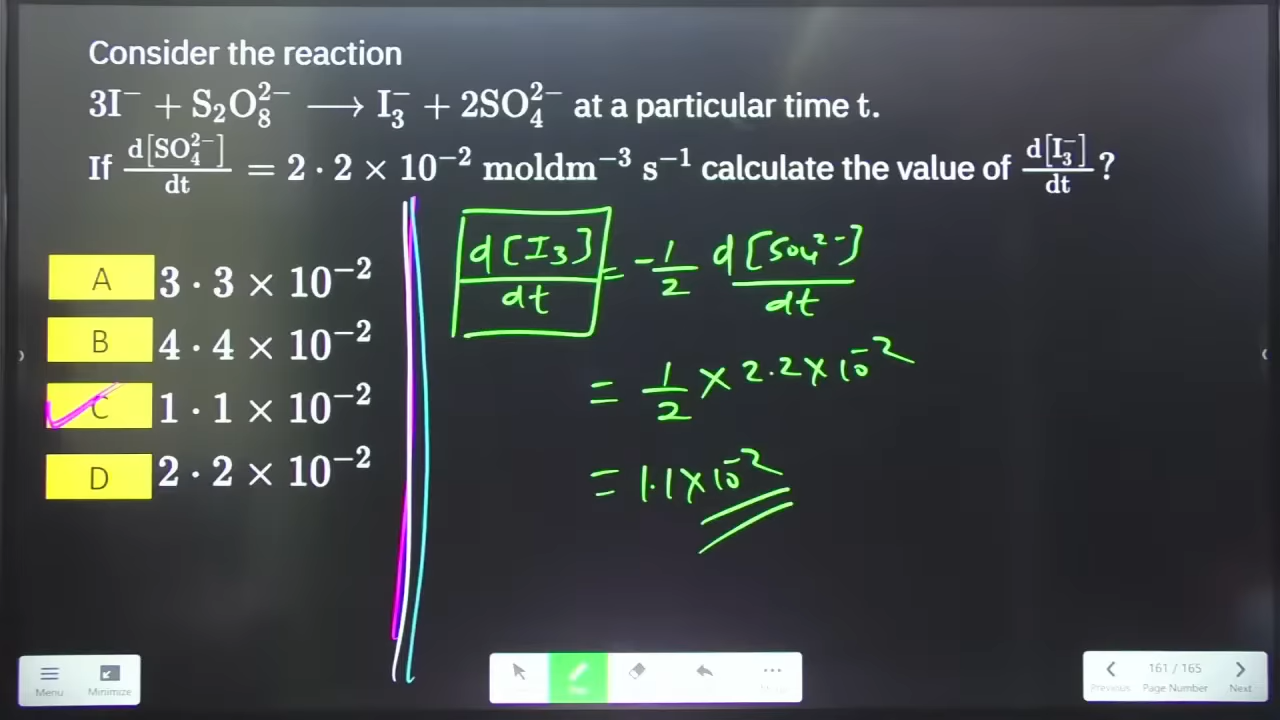 Consider the reaction
3I⁻ + S₂O₈²⁻ ⟶ I₃⁻ + 2SO₄²⁻ at a particular time t.
If d[SO₄²⁻]/dt = 2·2 × 10⁻² moldm⁻³ s⁻¹ calculate the value of d[I₃⁻]/dt ?
A 3·3 × 10⁻²
B 4·4 × 10⁻²
C 1·1 × 10⁻²
D 2·2 × 10⁻²
d[I₃]/dt = -1/2 d[SO₄²⁻]/dt
= 1/2 × 2.2×10⁻²
= 1.1×10⁻²
Menu
Minimize
161 / 165
Previous Page Number Next